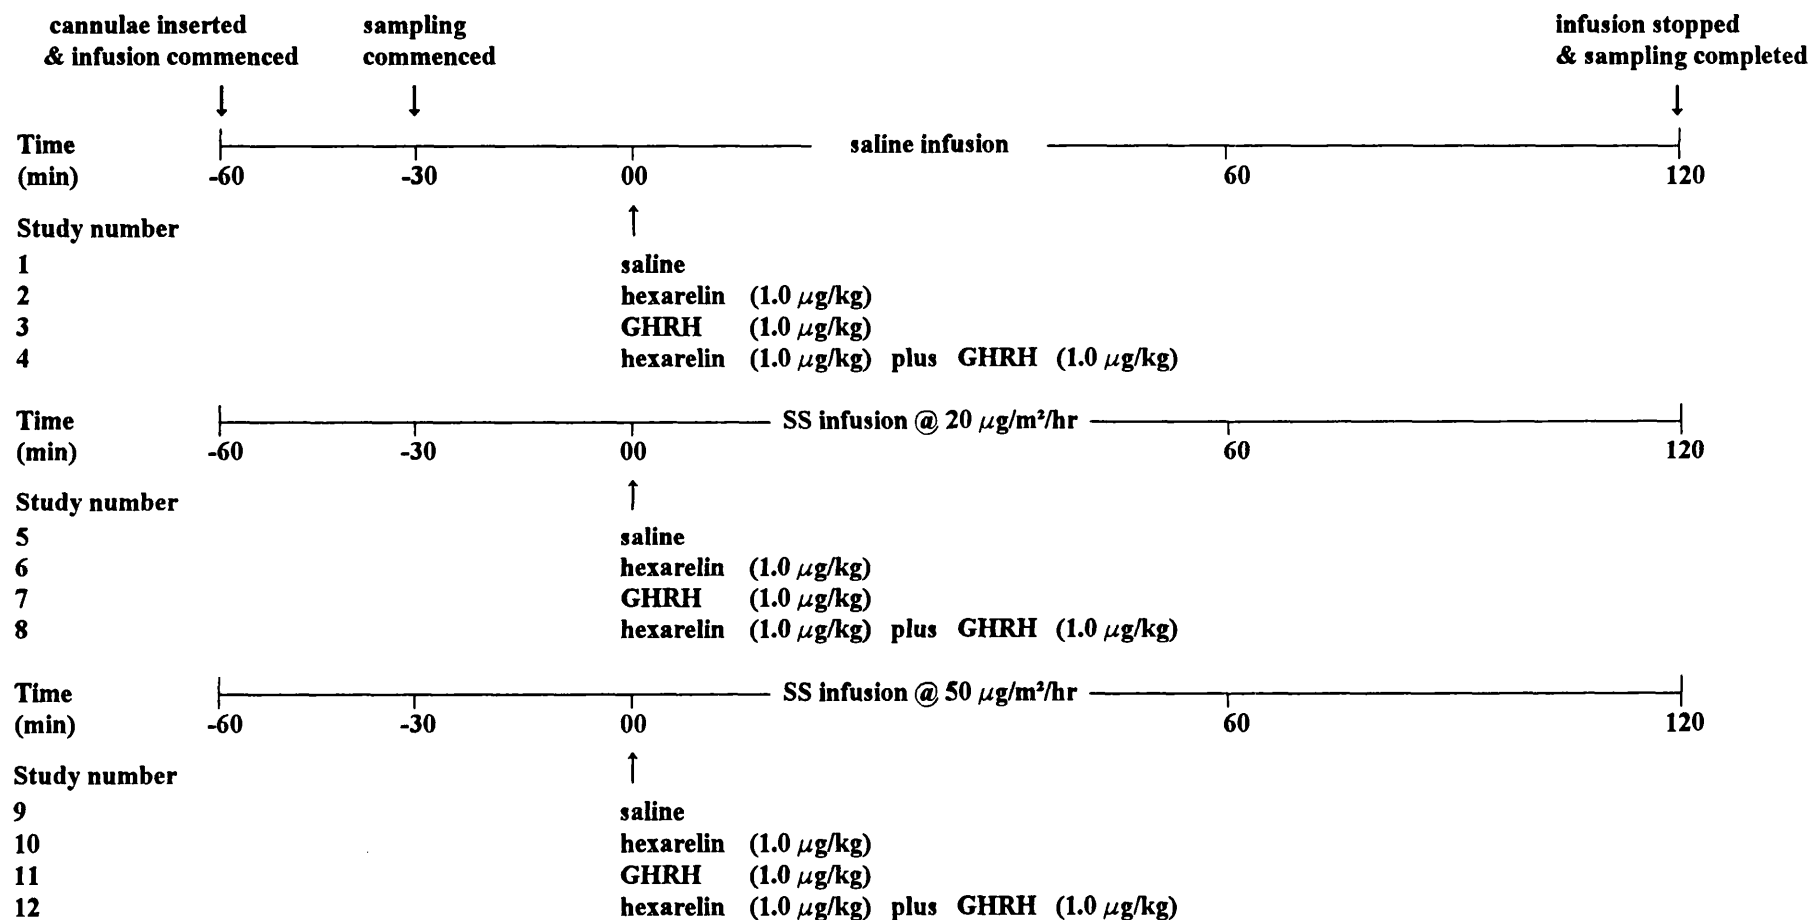 cannulae inserted
& infusion commenced
sampling
commenced
infusion stopped
& sampling completed
Time
(min)
saline infusion
-60 -30 00 60 120
Study number
1 saline
2 hexarelin (1.0 µg/kg)
3 GHRH (1.0 µg/kg)
4 hexarelin (1.0 µg/kg) plus GHRH (1.0 µg/kg)
Time
(min)
SS infusion @ 20 µg/m²/hr
-60 -30 00 60 120
Study number
5 saline
6 hexarelin (1.0 µg/kg)
7 GHRH (1.0 µg/kg)
8 hexarelin (1.0 µg/kg) plus GHRH (1.0 µg/kg)
Time
(min)
SS infusion @ 50 µg/m²/hr
-60 -30 00 60 120
Study number
9 saline
10 hexarelin (1.0 µg/kg)
11 GHRH (1.0 µg/kg)
12 hexarelin (1.0 µg/kg) plus GHRH (1.0 µg/kg)